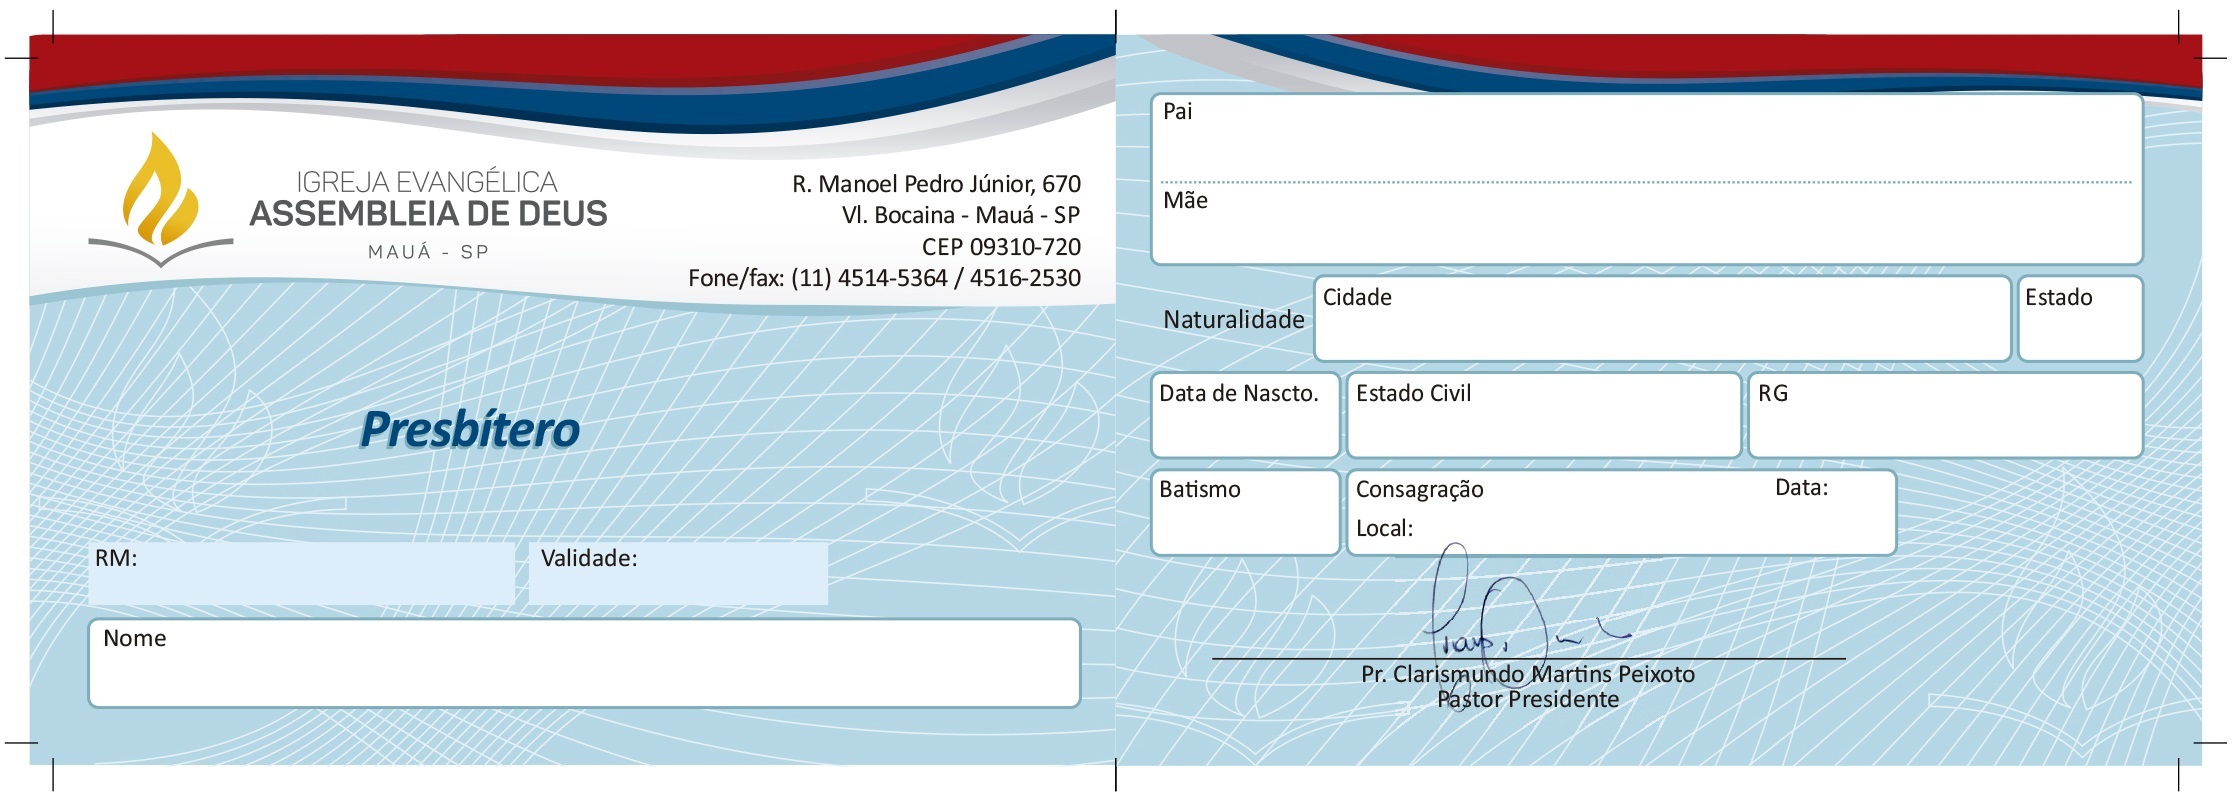 IGREJA EVANGÉLICA
ASSEMBLEIA DE DEUS
MAUÁ - SP
R. Manoel Pedro Júnior, 670
Vl. Bocaina - Mauá - SP
CEP 09310-720
Fone/fax: (11) 4514-5364 / 4516-2530
Presbítero
RM:
Validade:
Nome
Pai
Mãe
Naturalidade
Cidade
Estado
Data de Nascto.
Estado Civil
RG
Batismo
Consagração
Data:
Local:
Pr. Clarismundo Martins Peixoto
Pastor Presidente